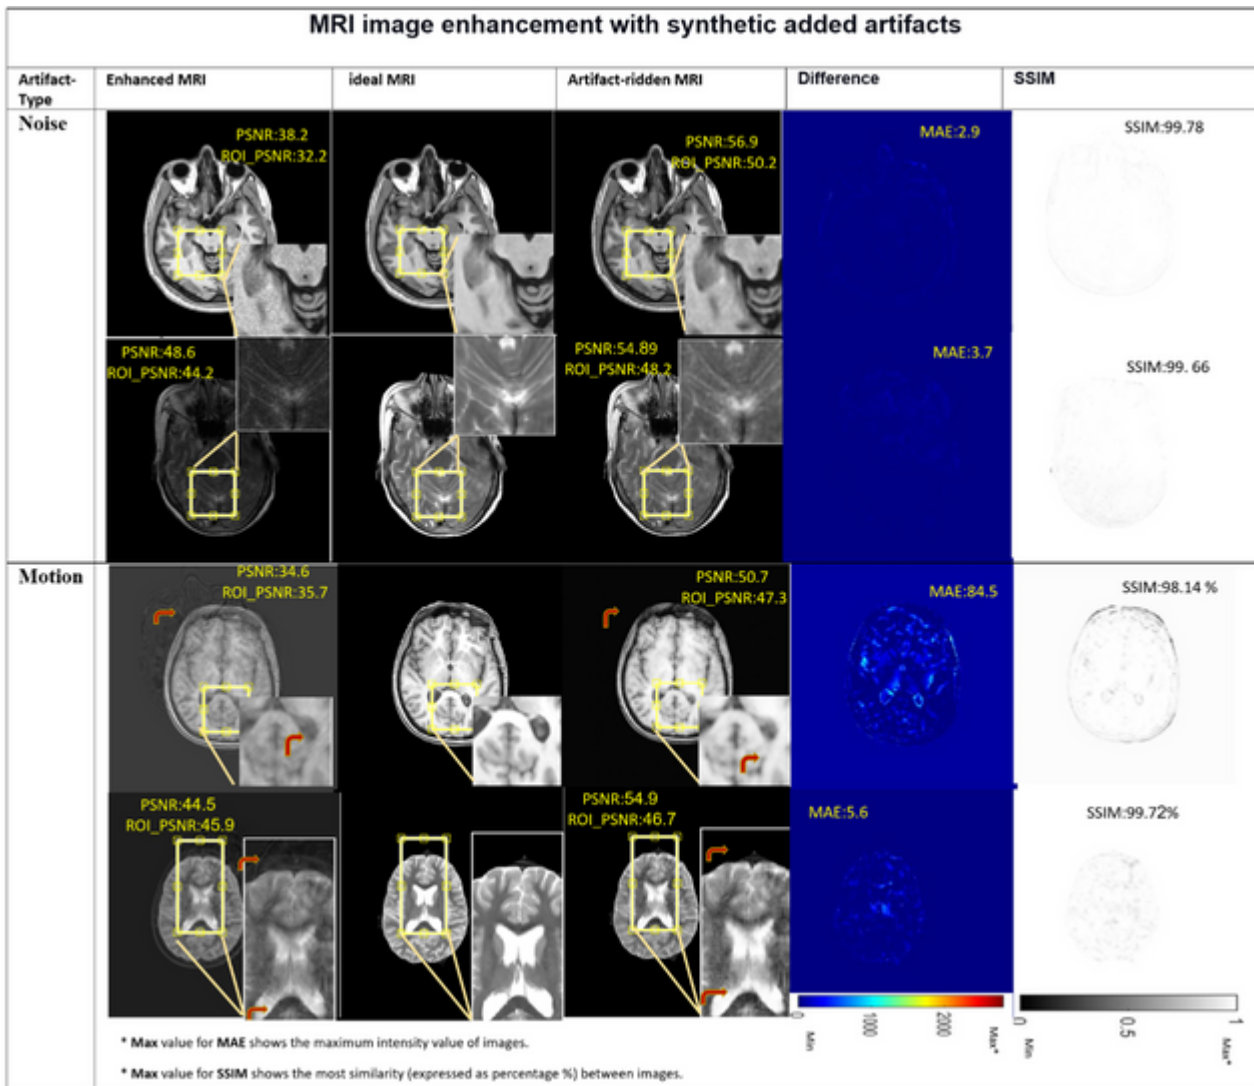 MRI image enhancement with synthetic added artifacts
Artifact-Type Enhanced MRI ideal MRI Artifact-ridden MRI Difference SSIM
Noise
PSNR:38.2
ROI_PSNR:32.2
PSNR:56.9
ROI_PSNR:50.2
MAE:2.9
SSIM:99.78
PSNR:48.6
ROI_PSNR:44.2
PSNR:54.89
ROI_PSNR:48.2
MAE:3.7
SSIM:99. 66
Motion
PSNR:34.6
ROI_PSNR:35.7
PSNR:50.7
ROI_PSNR:47.3
MAE:84.5
SSIM:98.14 %
PSNR:44.5
ROI_PSNR:45.9
PSNR:54.9
ROI_PSNR:46.7
MAE:5.6
SSIM:99.72%
0 1000 2000
Min Max*
0 0.5 1
Min Max*
* Max value for MAE shows the maximum intensity value of images.
* Max value for SSIM shows the most similarity (expressed as percentage %) between images.